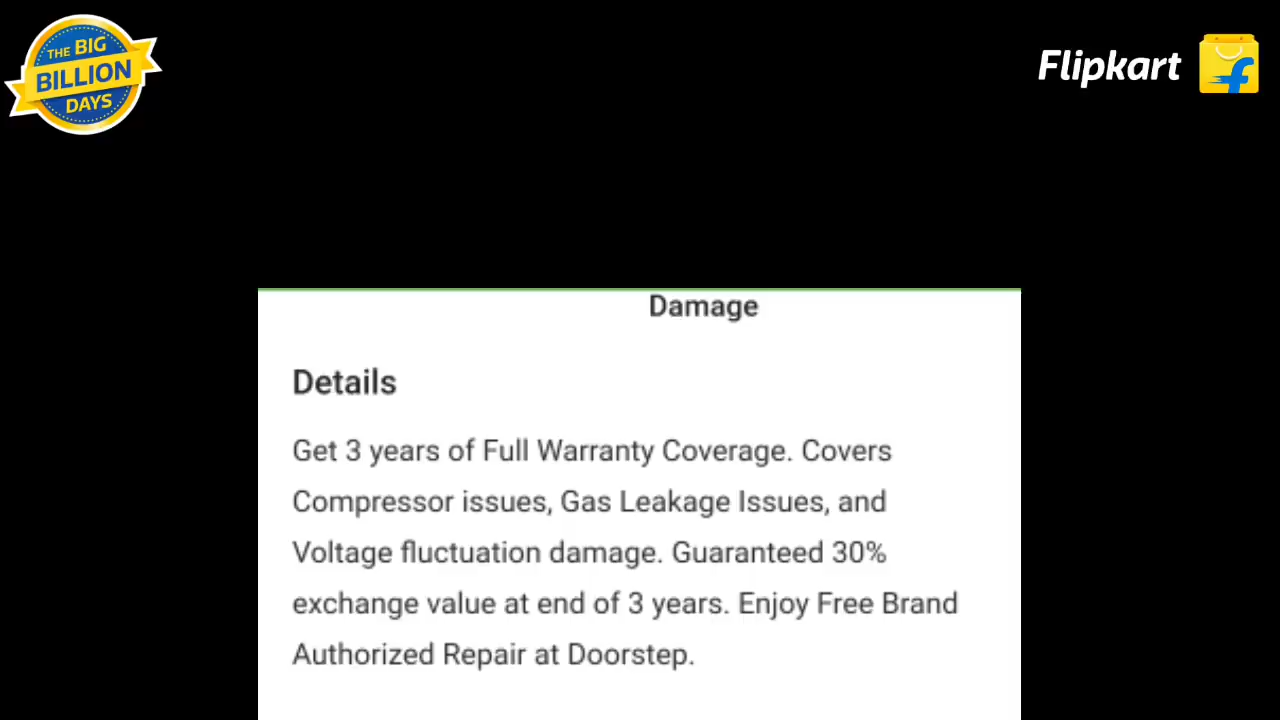 THE BIG
BILLION
DAYS
Flipkart
Damage
Details
Get 3 years of Full Warranty Coverage. Covers
Compressor issues, Gas Leakage Issues, and
Voltage fluctuation damage. Guaranteed 30%
exchange value at end of 3 years. Enjoy Free Brand
Authorized Repair at Doorstep.